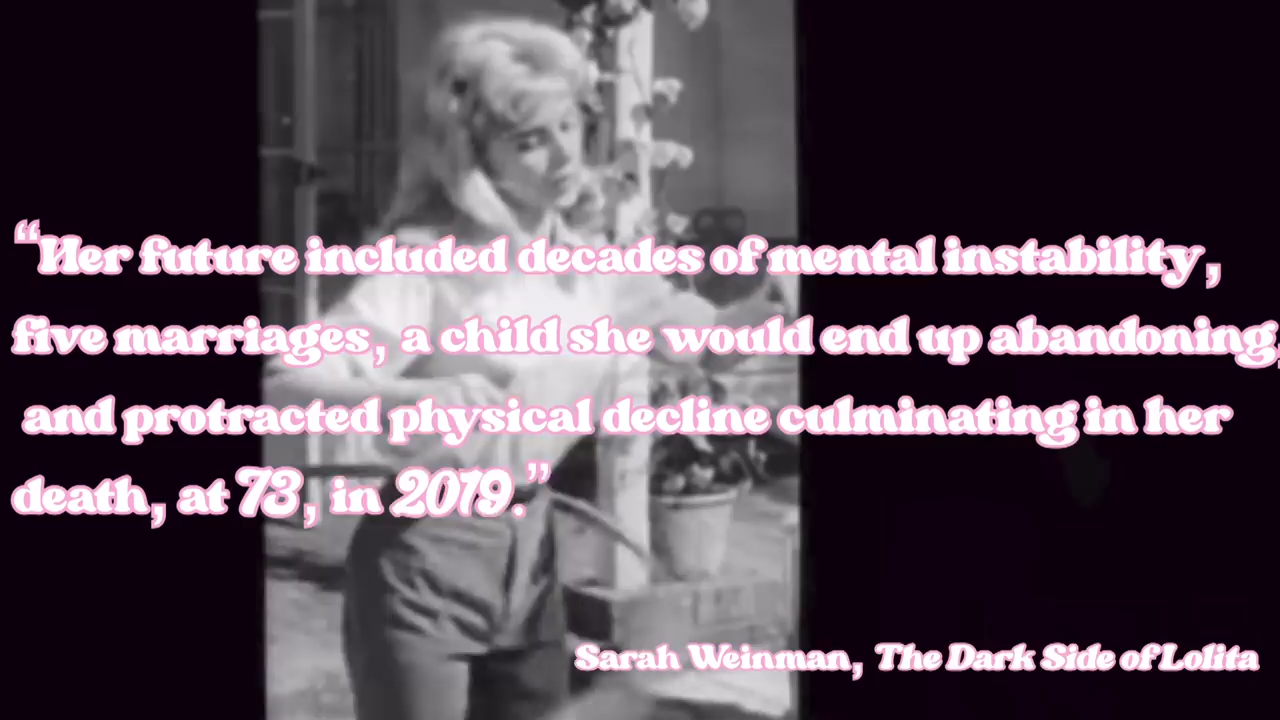 “Her future included decades of mental instability,
five marriages, a child she would end up abandoning,
and protracted physical decline culminating in her
death, at 73, in 2019.”
Sarah Weinman, The Dark Side of Lolita